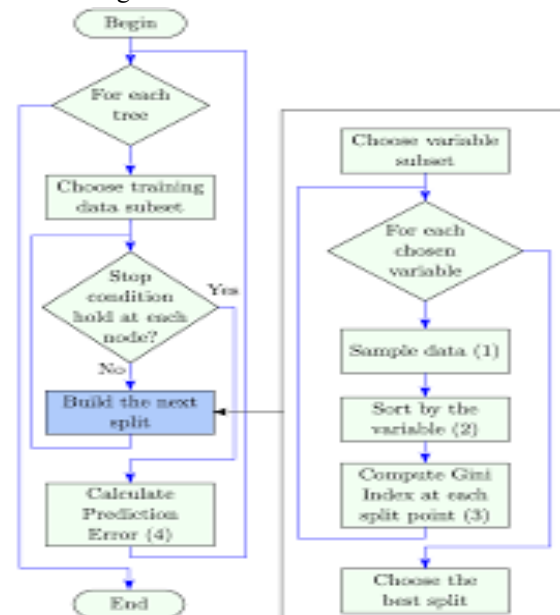 Begin
For each
tree
Choose training
data subset
Stop
condition
hold at each
node?
Yes
No
Build the next
split
Calculate
Prediction
Error (4)
End
Choose variable
subset
For each
chosen
variable
Sample data (1)
Sort by the
variable (2)
Compute Gini
Index at each
split point (3)
Choose the
best split